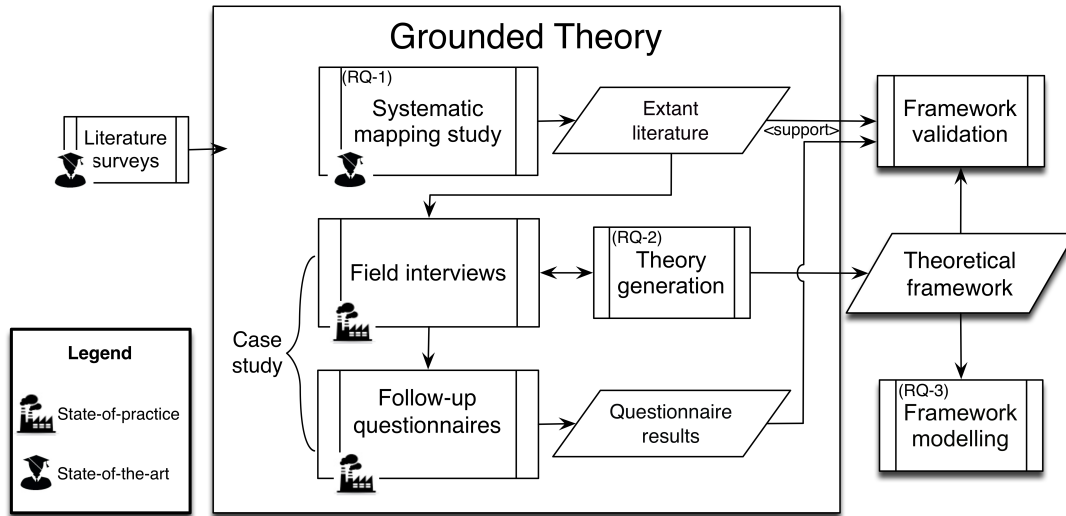 Grounded Theory
Literature
surveys
(RQ-1)
Systematic
mapping study
Extant
literature
<support>
Framework
validation
Field interviews
(RQ-2)
Theory
generation
Theoretical
framework
Case
study
Follow-up
questionnaires
Questionnaire
results
(RQ-3)
Framework
modelling
Legend
State-of-practice
State-of-the-art